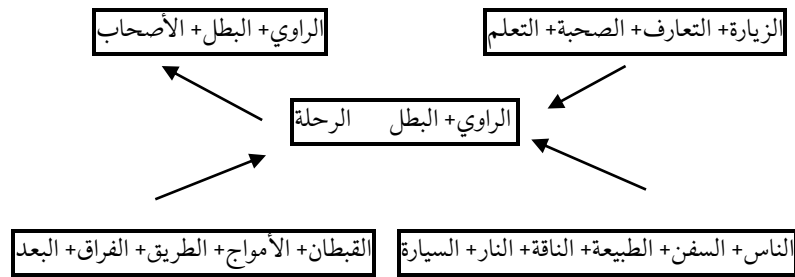 الزيارة+ التعارف+ الصحبة+ التعلم
الراوي+ البطل+ الأصحاب
الراوي+ البطل الرحلة
الناس+ السفن+ الطبيعة+ الناقة+ النار+ السيارة
القبطان+ الأمواج+ الطريق+ الفراق+ البعد